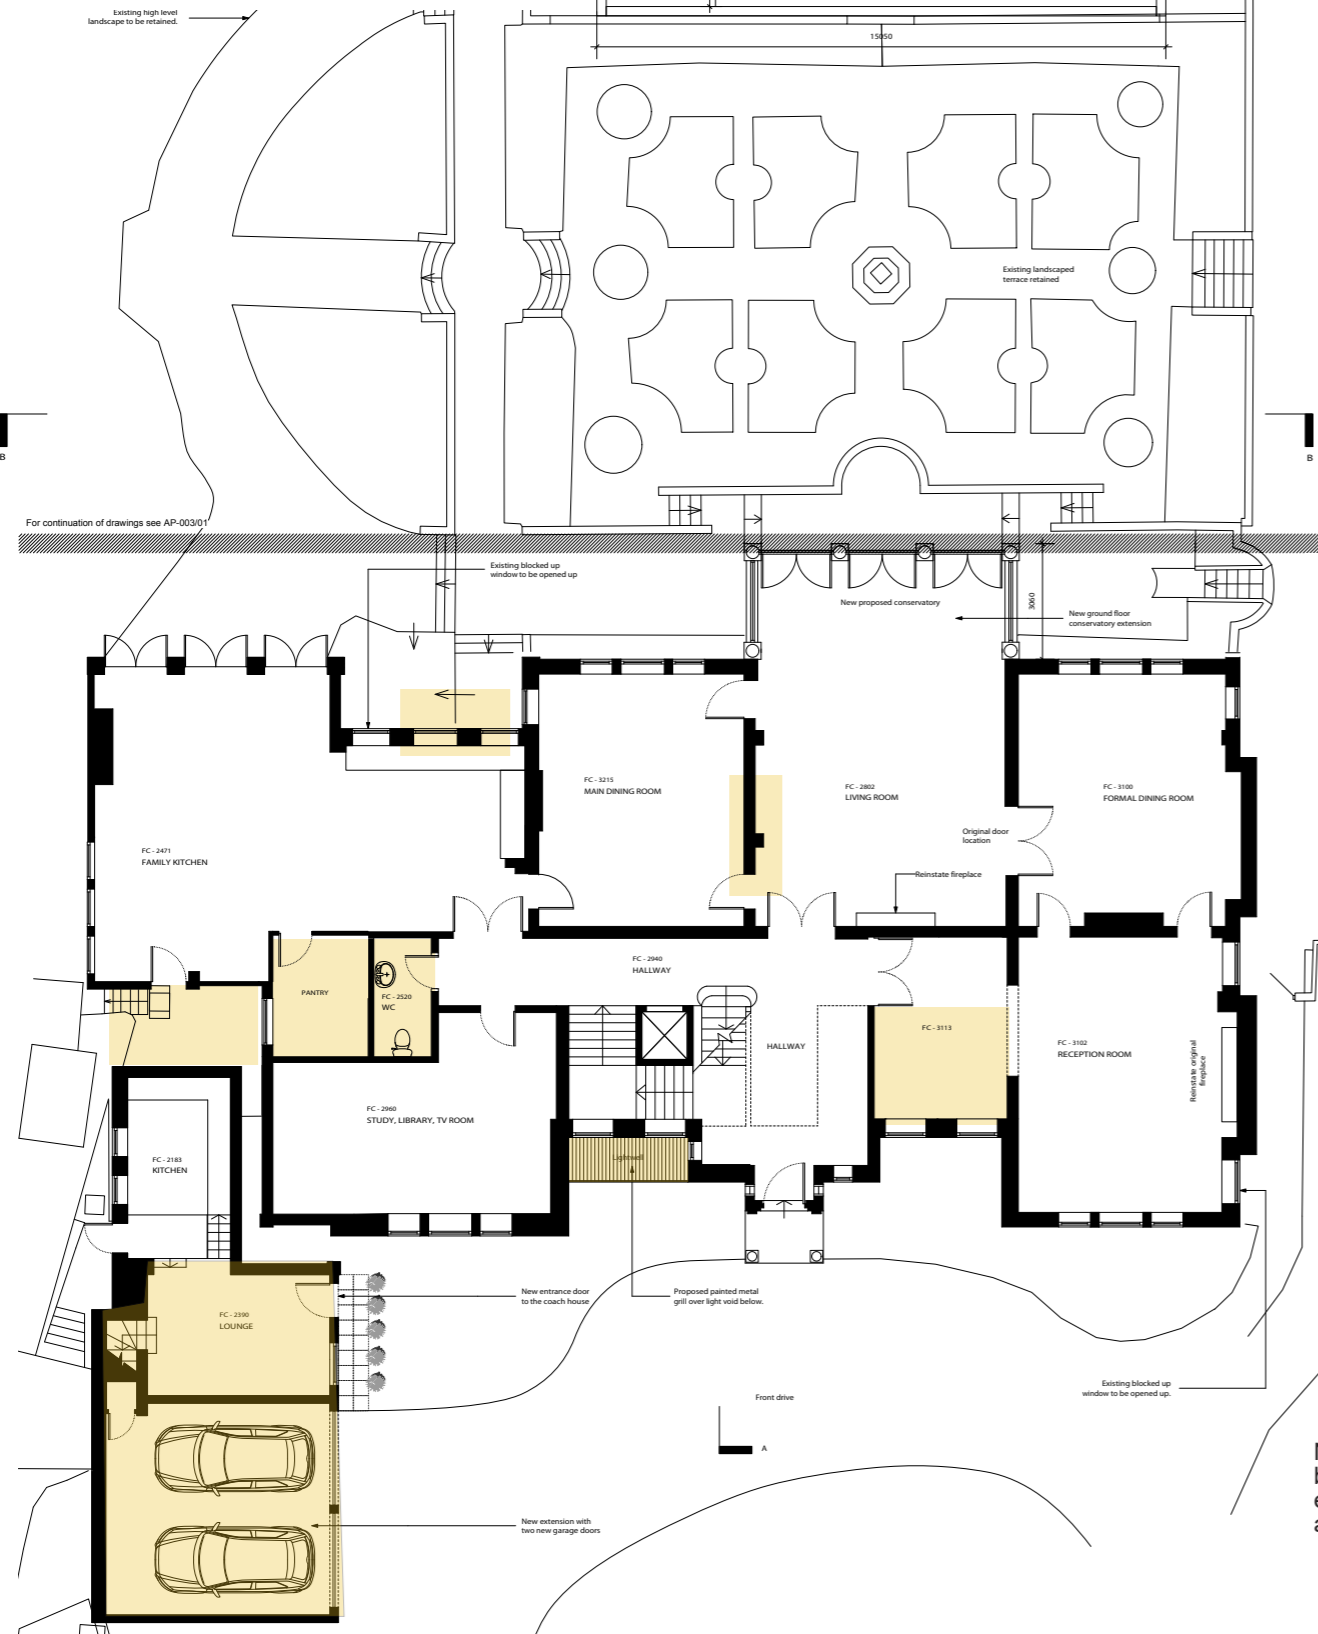 Existing high level
landscape to be retained.
15050
Existing landscaped
terrace retained
B
B
For continuation of drawings see AP-003/01
Existing blocked up
window to be opened up
New proposed conservatory
3060
New ground floor
conservatory extension
FC - 3215
MAIN DINING ROOM
FC - 2802
LIVING ROOM
FC - 3100
FORMAL DINING ROOM
Original door
location
FC - 2471
FAMILY KITCHEN
Reinstate fireplace
FC - 2940
HALLWAY
PANTRY
FC - 2520
WC
FC - 3113
HALLWAY
FC - 3102
RECEPTION ROOM
Reinstate original
fireplace
FC - 2960
STUDY, LIBRARY, TV ROOM
FC - 2183
KITCHEN
Lightwell
New entrance door
to the coach house
Proposed painted metal
grill over light void below.
FC - 2390
LOUNGE
Existing blocked up
window to be opened up.
Front drive
A
New extension with
two new garage doors